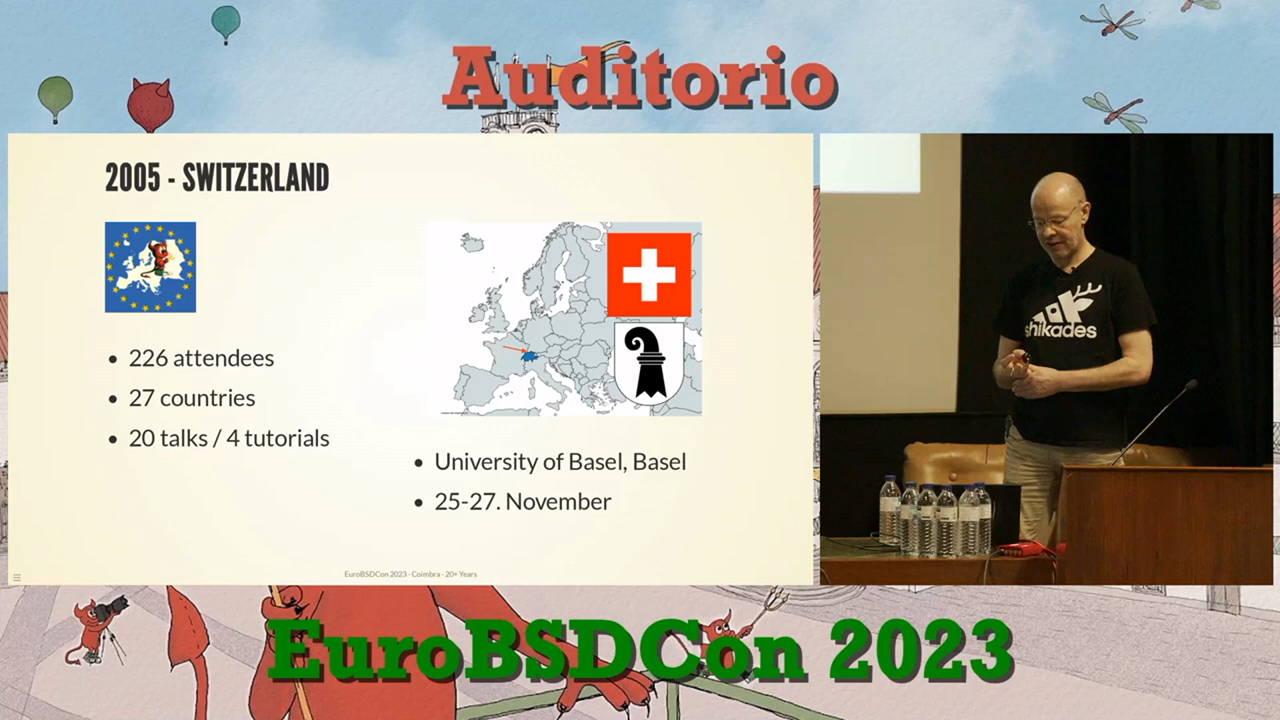 Auditorio
2005 - SWITZERLAND
226 attendees
27 countries
20 talks / 4 tutorials
University of Basel, Basel
25-27. November
EuroBSDCon 2023 - Coimbra - 20+ Years
shikades
EuroBSDCon 2023